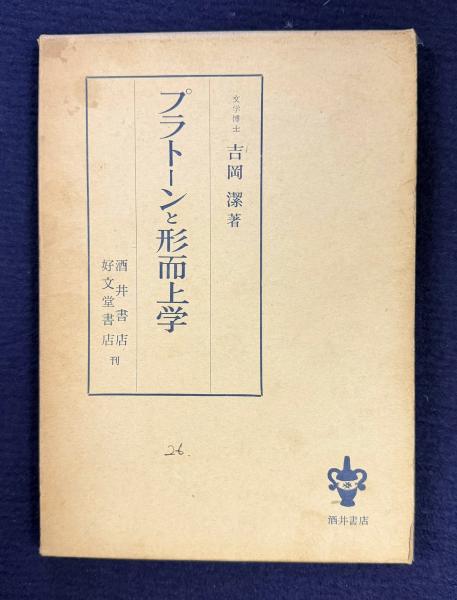 文学博士 吉岡 潔 著
プラトーンと形而上学
酒井書店
好文堂書店 刊
26.
酒井書店